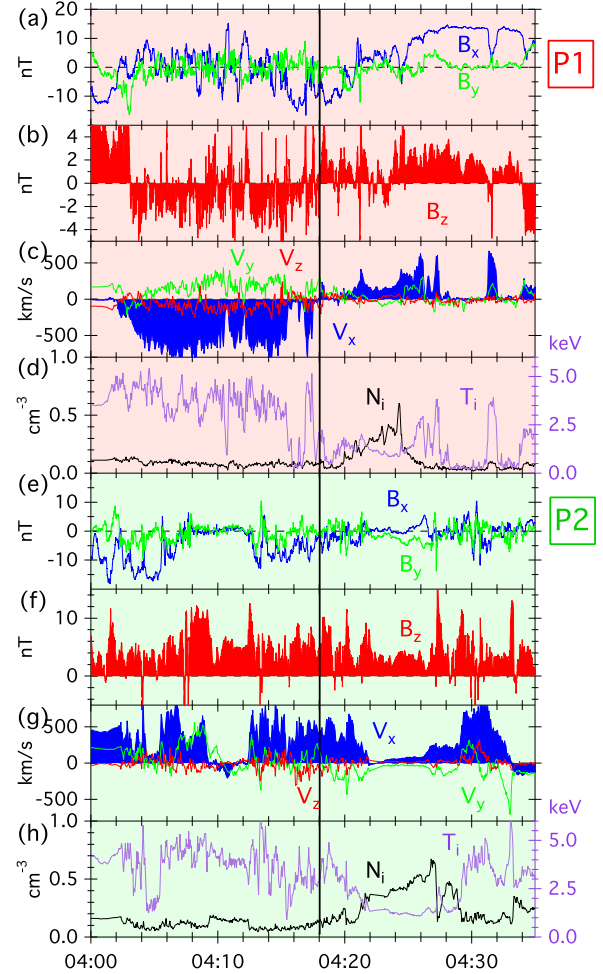 (a)
20
10
0
-10
nT
Bx
By
P1
(b)
4
2
0
-2
-4
nT
Bz
(c)
500
0
-500
km/s
Vy
Vz
Vx
keV
(d)
1.0
0.5
0.0
cm-3
Ni
Ti
5.0
2.5
0.0
(e)
10
0
-10
nT
Bx
By
P2
(f)
10
0
nT
Bz
(g)
500
0
-500
km/s
Vx
Vz
Vy
keV
(h)
1.0
0.5
0.0
cm-3
Ni
Ti
5.0
2.5
0.0
04:00
04:10
04:20
04:30